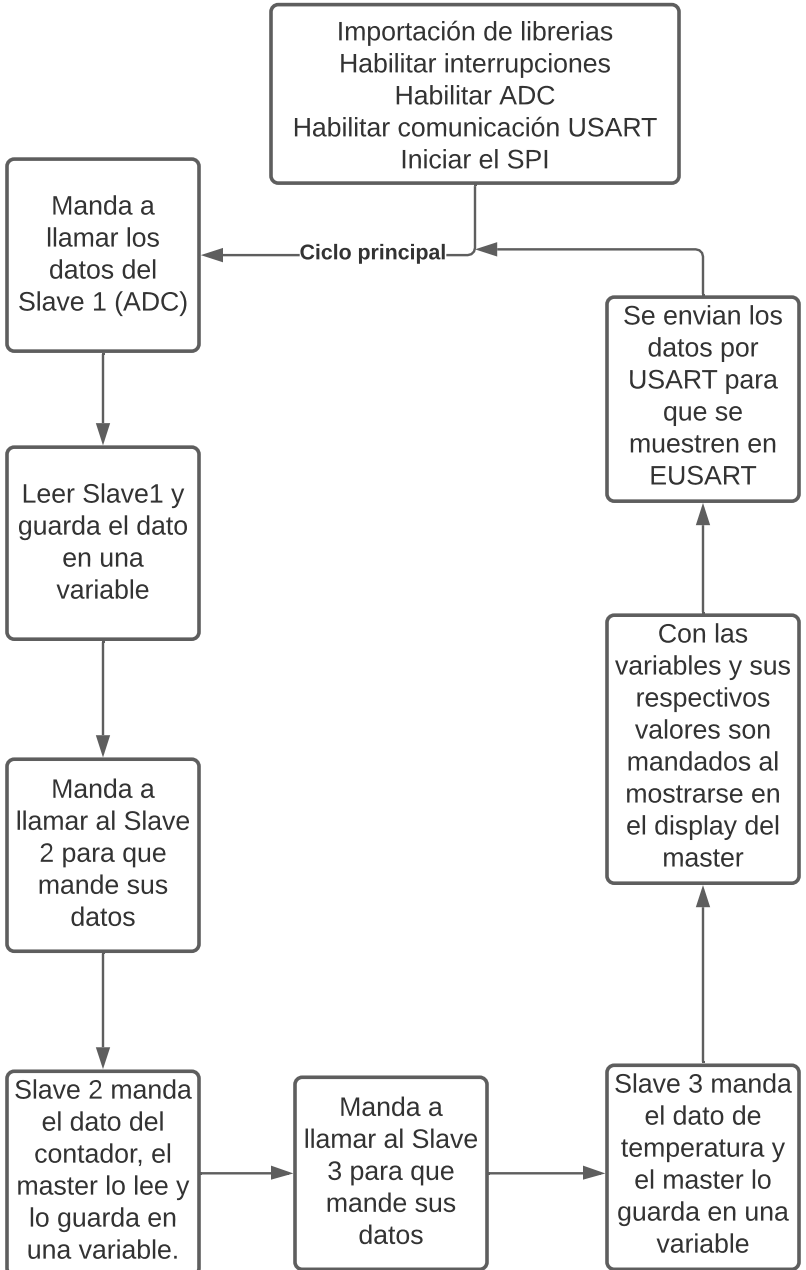 Importación de librerias
Habilitar interrupciones
Habilitar ADC
Habilitar comunicación USART
Iniciar el SPI
Ciclo principal
Manda a
llamar los
datos del
Slave 1 (ADC)
Leer Slave1 y
guarda el dato
en una
variable
Manda a
llamar al Slave
2 para que
mande sus
datos
Slave 2 manda
el dato del
contador, el
master lo lee y
lo guarda en
una variable.
Manda a
llamar al Slave
3 para que
mande sus
datos
Slave 3 manda
el dato de
temperatura y
el master lo
guarda en una
variable
Con las
variables y sus
respectivos
valores son
mandados al
mostrarse en
el display del
master
Se envian los
datos por
USART para
que se
muestren en
EUSART